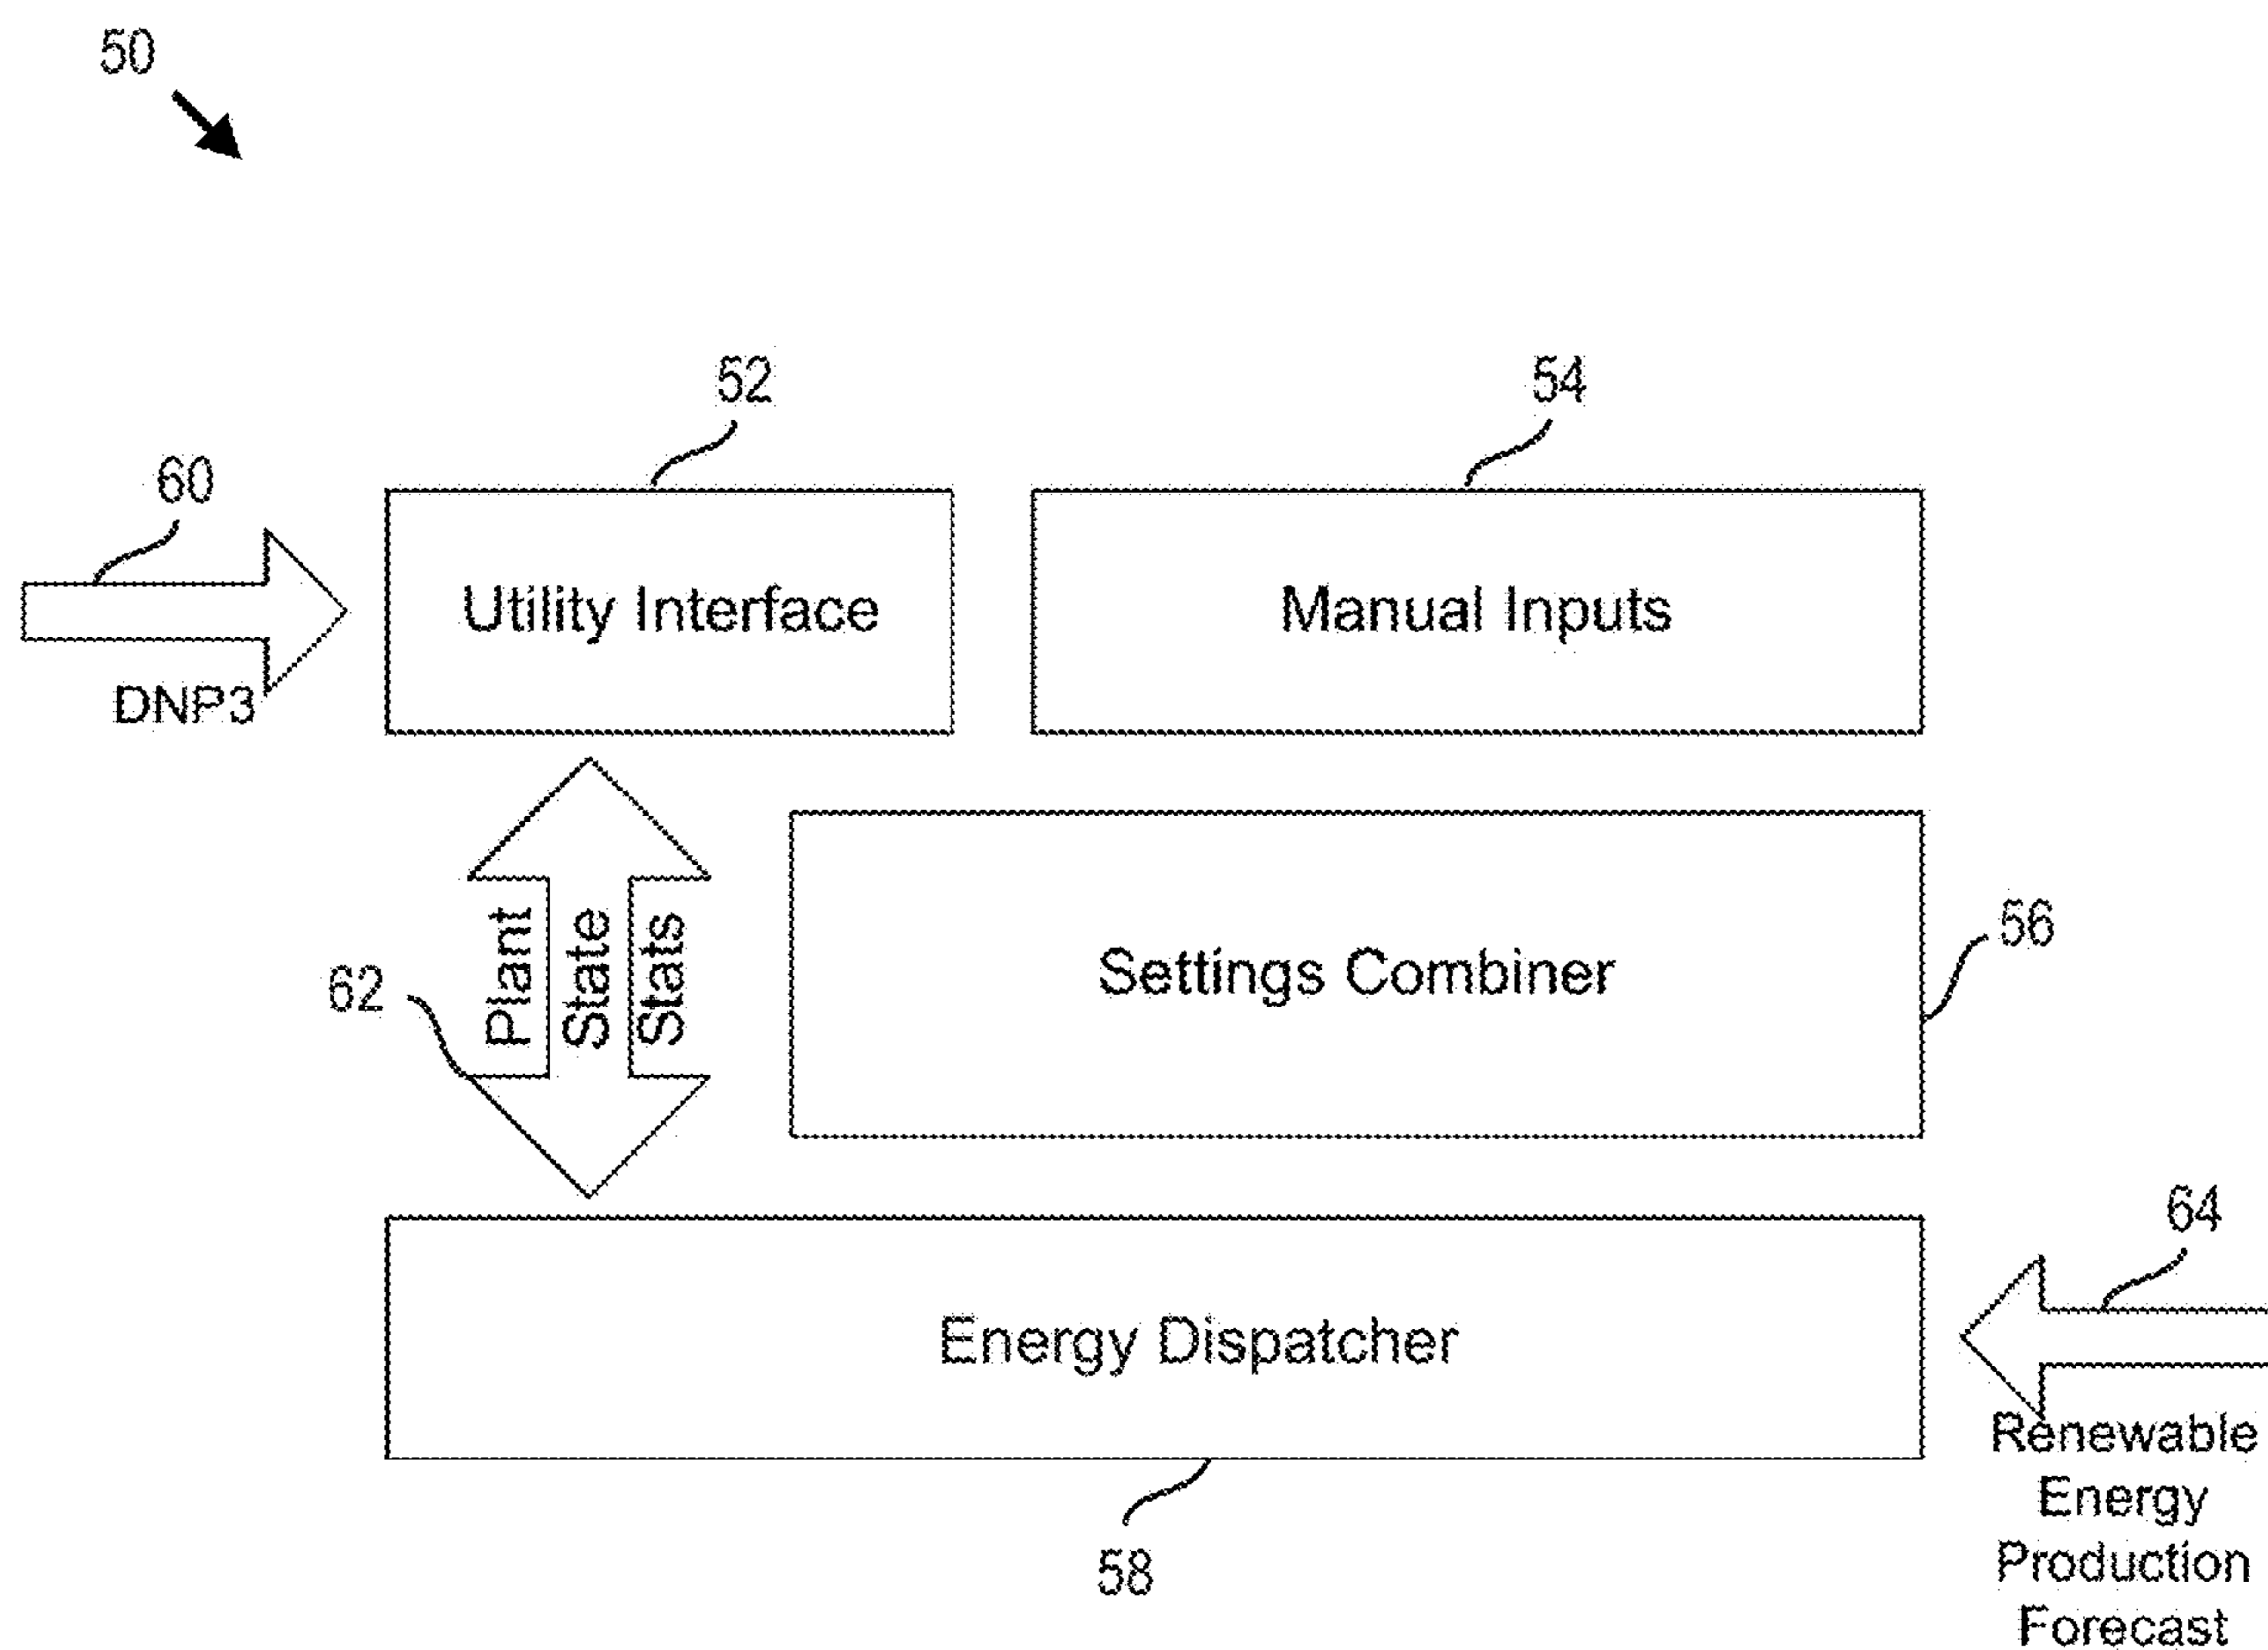 50
52
54
60
Utility Interface
Manual Inputs
DNP3
Plant
State
Stats
Settings Combiner
56
62
64
Energy Dispatcher
Renewable
Energy
Production
Forecast
58